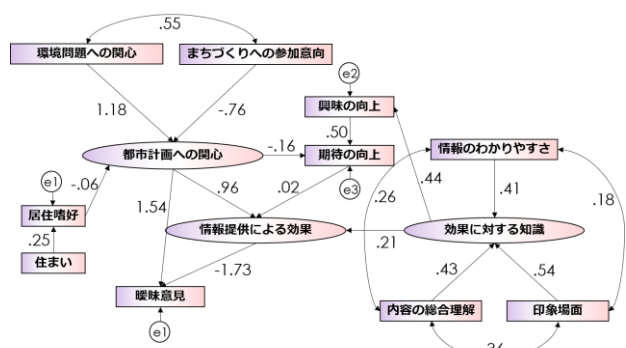 .55
環境問題への関心 まちづくりへの参加意向
e2
1.18 -.76 興味の向上
.50
都市計画への関心 -.16 期待の向上 情報のわかりやすさ
e1 -.06 .44
.96 .02 e3 .26 .41 .18
居住嗜好 1.54
.25 情報提供による効果 .21 効果に対する知識
住まい
-1.73 .43 .54
曖昧意見
内容の総合理解 印象場面
e1